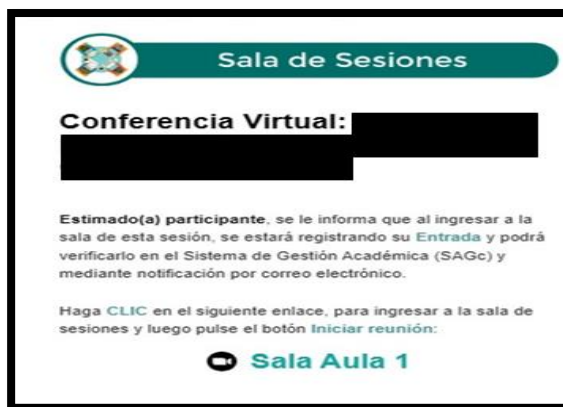 Sala de Sesiones
Conferencia Virtual:
Estimado(a) participante, se le informa que al ingresar a la
sala de esta sesión, se estará registrando su Entrada y podrá
verificarlo en el Sistema de Gestión Académica (SAGc) y
mediante notificación por correo electrónico.
Haga CLIC en el siguiente enlace, para ingresar a la sala de
sesiones y luego pulse el botón Iniciar reunión:
Sala Aula 1